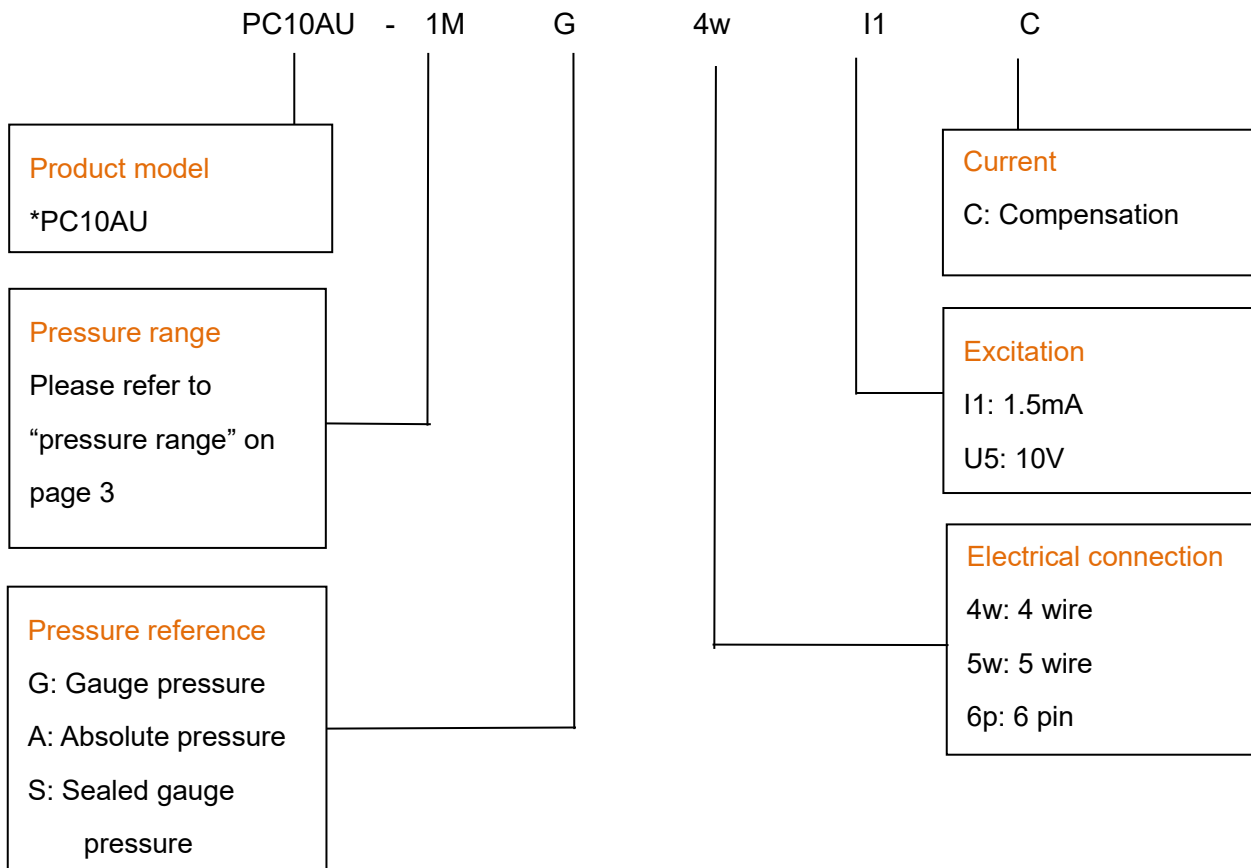 PC10AU - 1M G 4w I1 C
Product model
*PC10AU
Pressure range
Please refer to
“pressure range” on
page 3
Pressure reference
G: Gauge pressure
A: Absolute pressure
S: Sealed gauge
pressure
Current
C: Compensation
Excitation
I1: 1.5mA
U5: 10V
Electrical connection
4w: 4 wire
5w: 5 wire
6p: 6 pin